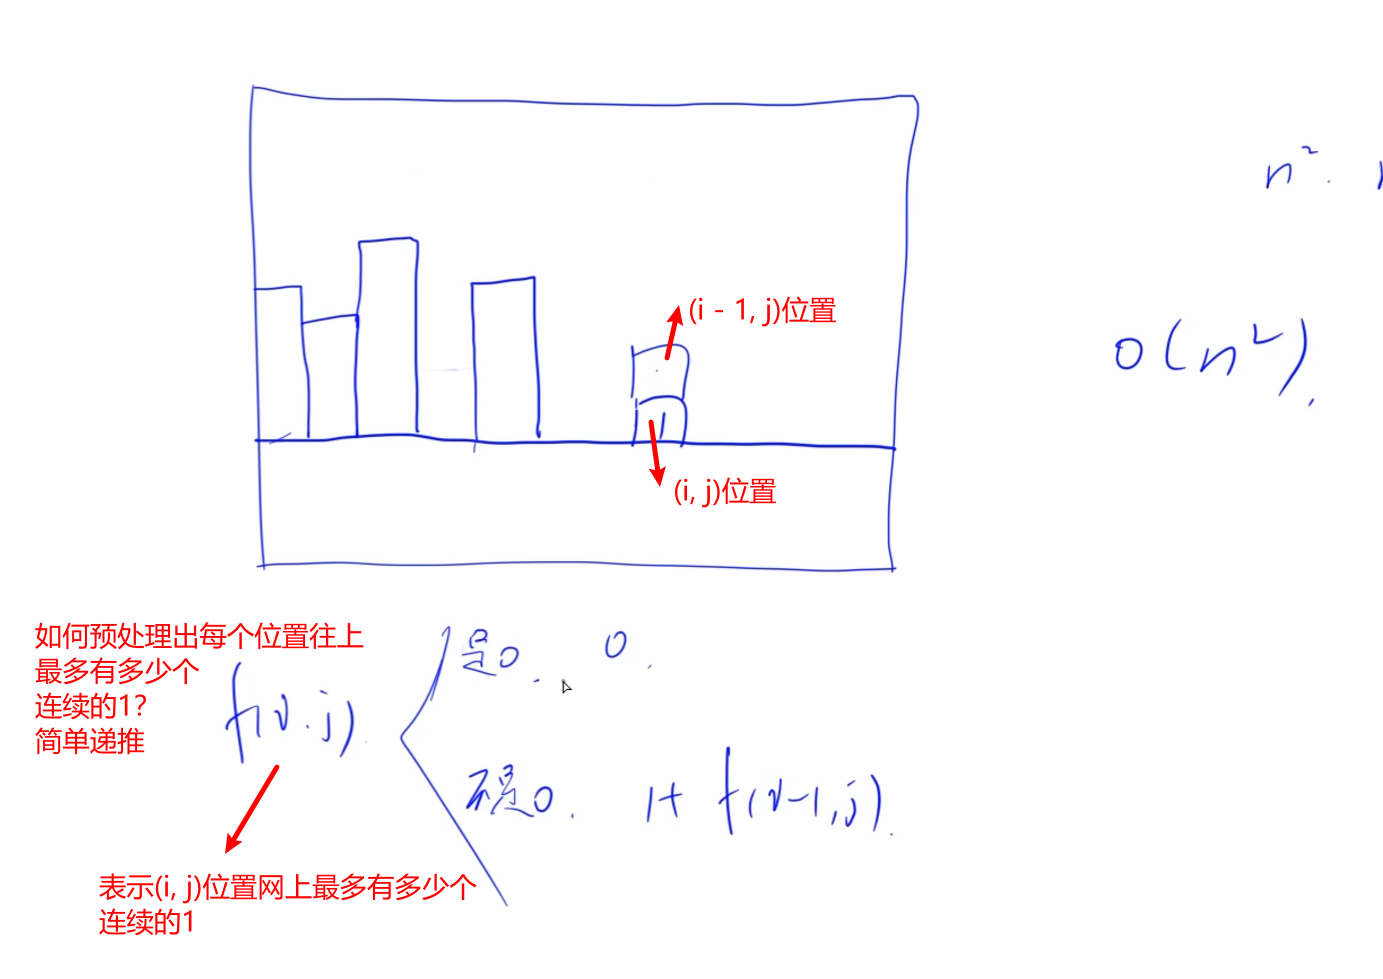 n².
(i - 1, j)位置
O(n²).
(i, j)位置
如何预处理出每个位置往上
最多有多少个
连续的1?
简单递推
f(i.j)
是0. 0.
不是0. 1+ f(i-1,j).
表示(i, j)位置网上最多有多少个
连续的1